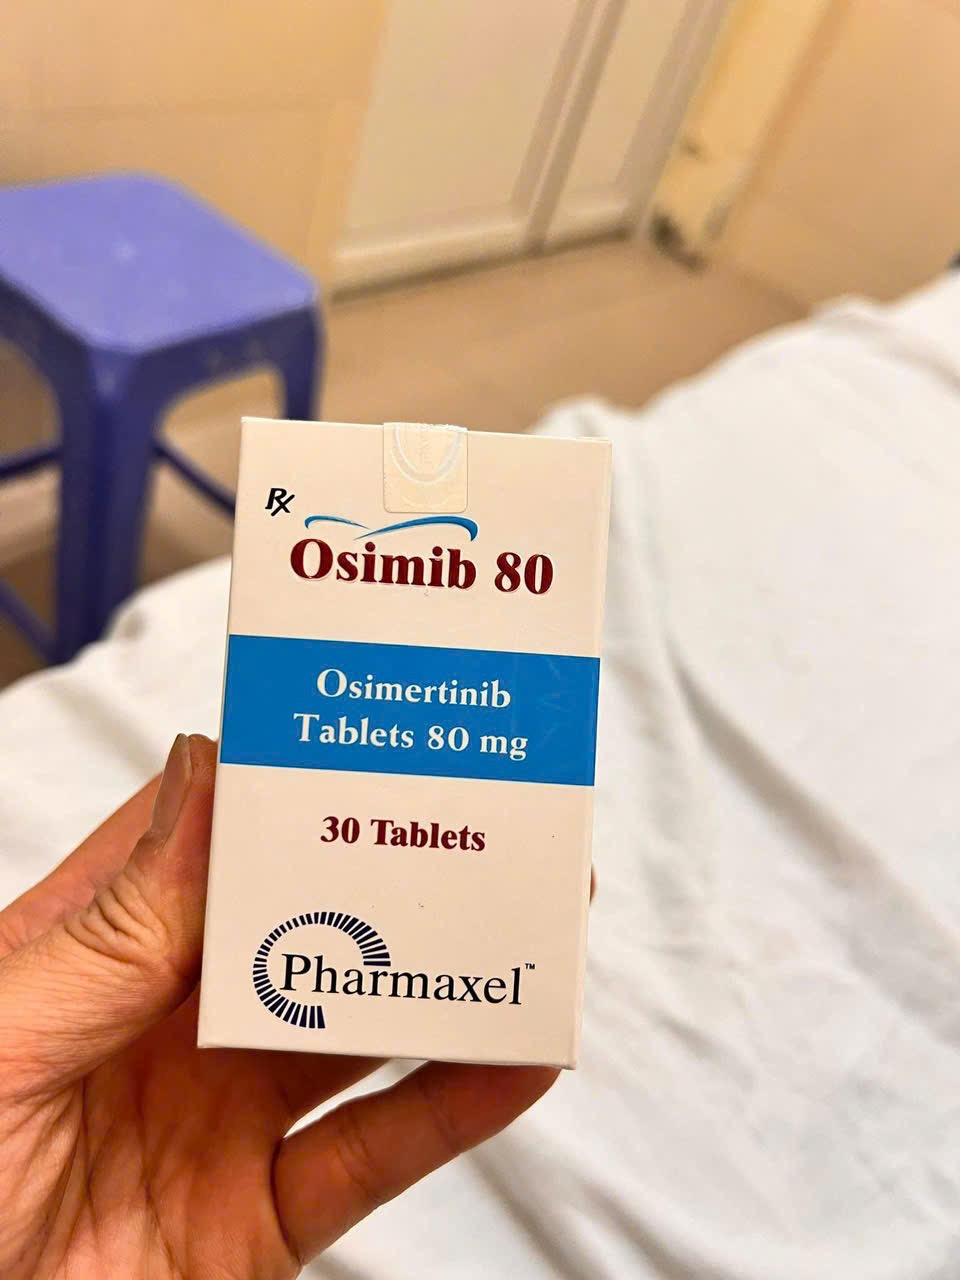 Rx
Osimib 80
Osimertinib
Tablets 80 mg
30 Tablets
Pharmaxel™